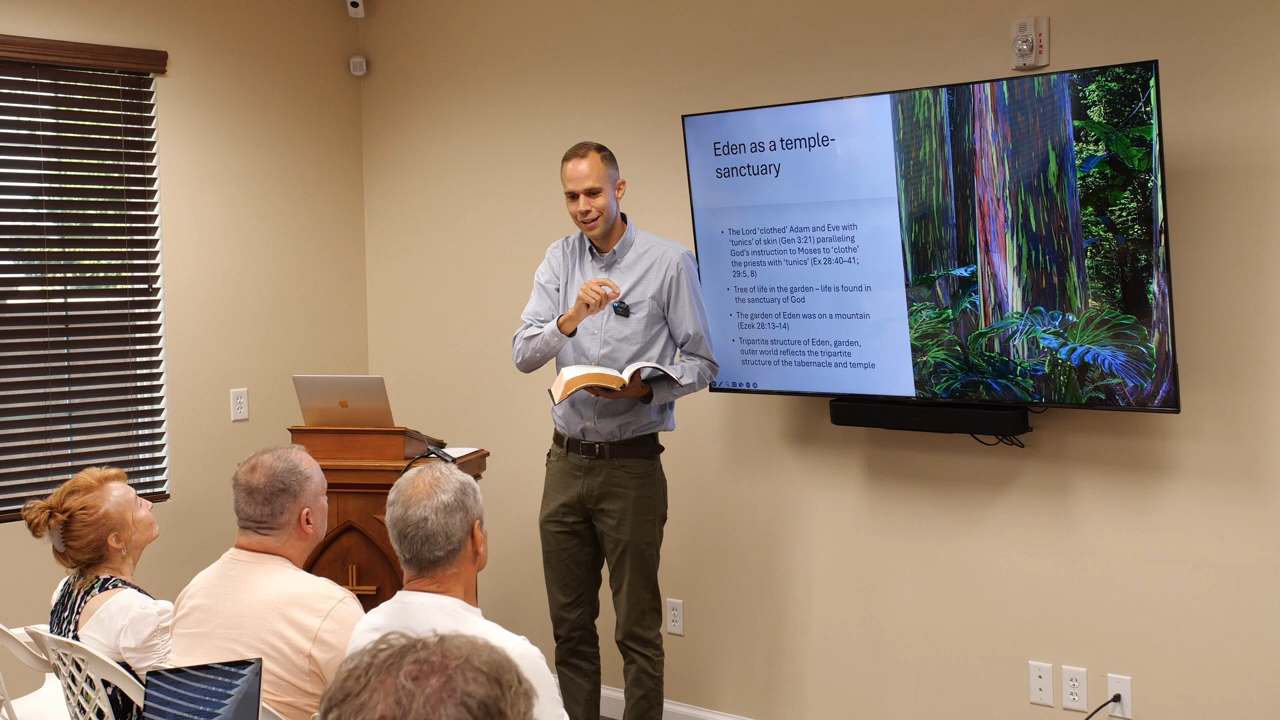 FIRE
Eden as a temple-
sanctuary
• The Lord ‘clothed’ Adam and Eve with
‘tunics’ of skin (Gen 3:21) paralleling
God’s instruction to Moses to ‘clothe’
the priests with ‘tunics’ (Ex 28:40–41;
29:5, 8)
• Tree of life in the garden – life is found in
the sanctuary of God
• The garden of Eden was on a mountain
(Ezek 28:13–14)
• Tripartite structure of Eden, garden,
outer world reflects the tripartite
structure of the tabernacle and temple